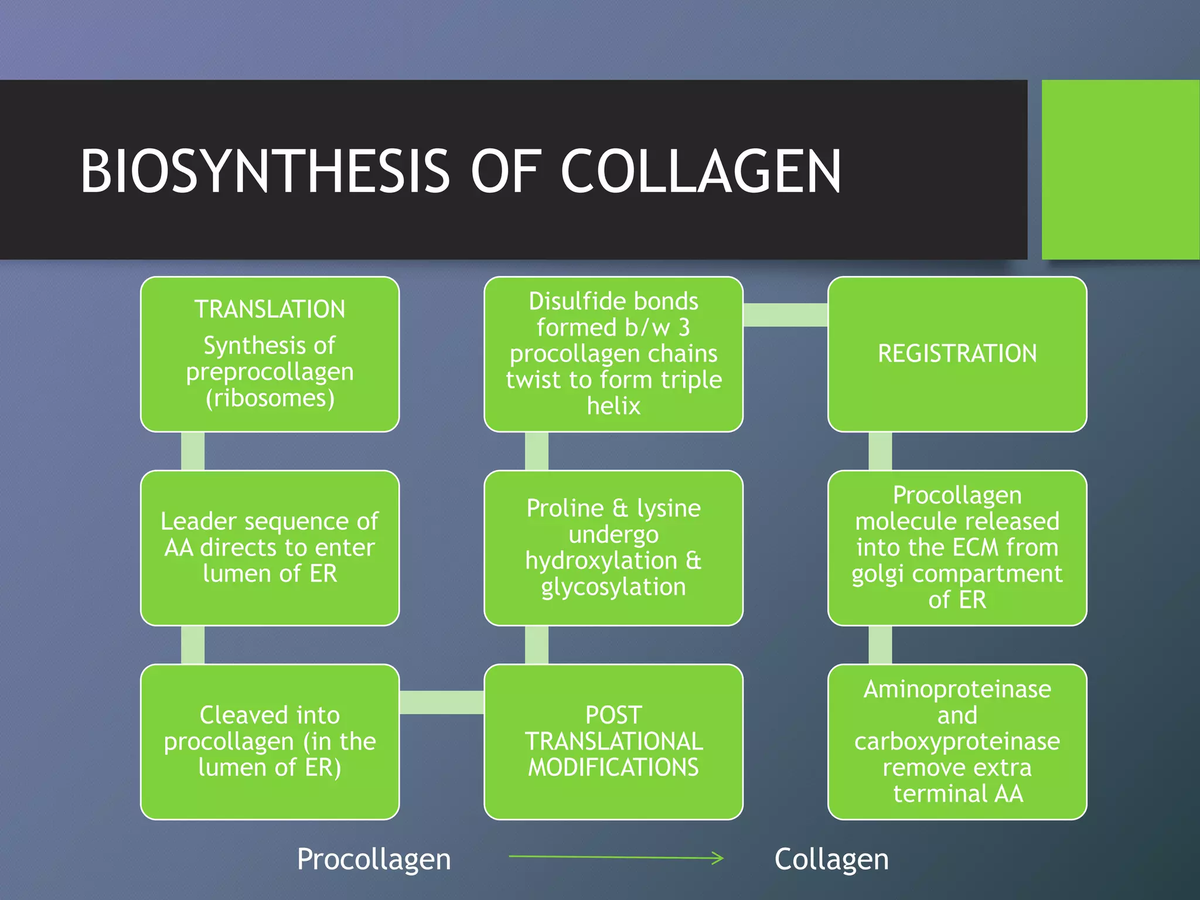 BIOSYNTHESIS OF COLLAGEN
TRANSLATION
Synthesis of
preprocollagen
(ribosomes)
Leader sequence of
AA directs to enter
lumen of ER
Cleaved into
procollagen (in the
lumen of ER)
POST
TRANSLATIONAL
MODIFICATIONS
Proline & lysine
undergo
hydroxylation &
glycosylation
Disulfide bonds
formed b/w 3
procollagen chains
twist to form triple
helix
REGISTRATION
Procollagen
molecule released
into the ECM from
golgi compartment
of ER
Aminoproteinase
and
carboxyproteinase
remove extra
terminal AA
Procollagen
Collagen